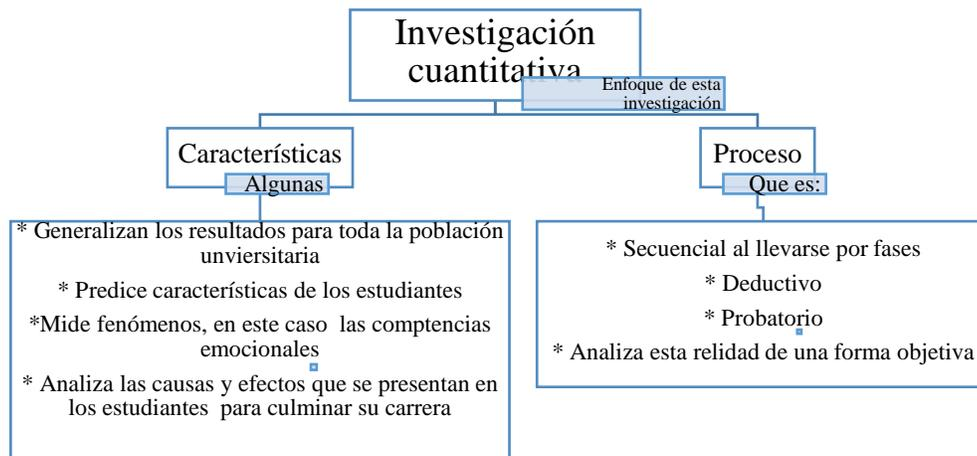 Investigación
cuantitativa
Enfoque de esta
investigación
Características
Algunas
* Generalizan los resultados para toda la población
unviersitaria
* Predice características de los estudiantes
*Mide fenómenos, en este caso las comptencias
emocionales
* Analiza las causas y efectos que se presentan en
los estudiantes para culminar su carrera
Proceso
Que es:
* Secuencial al llevarse por fases
* Deductivo
* Probatorio
* Analiza esta relidad de una forma objetiva